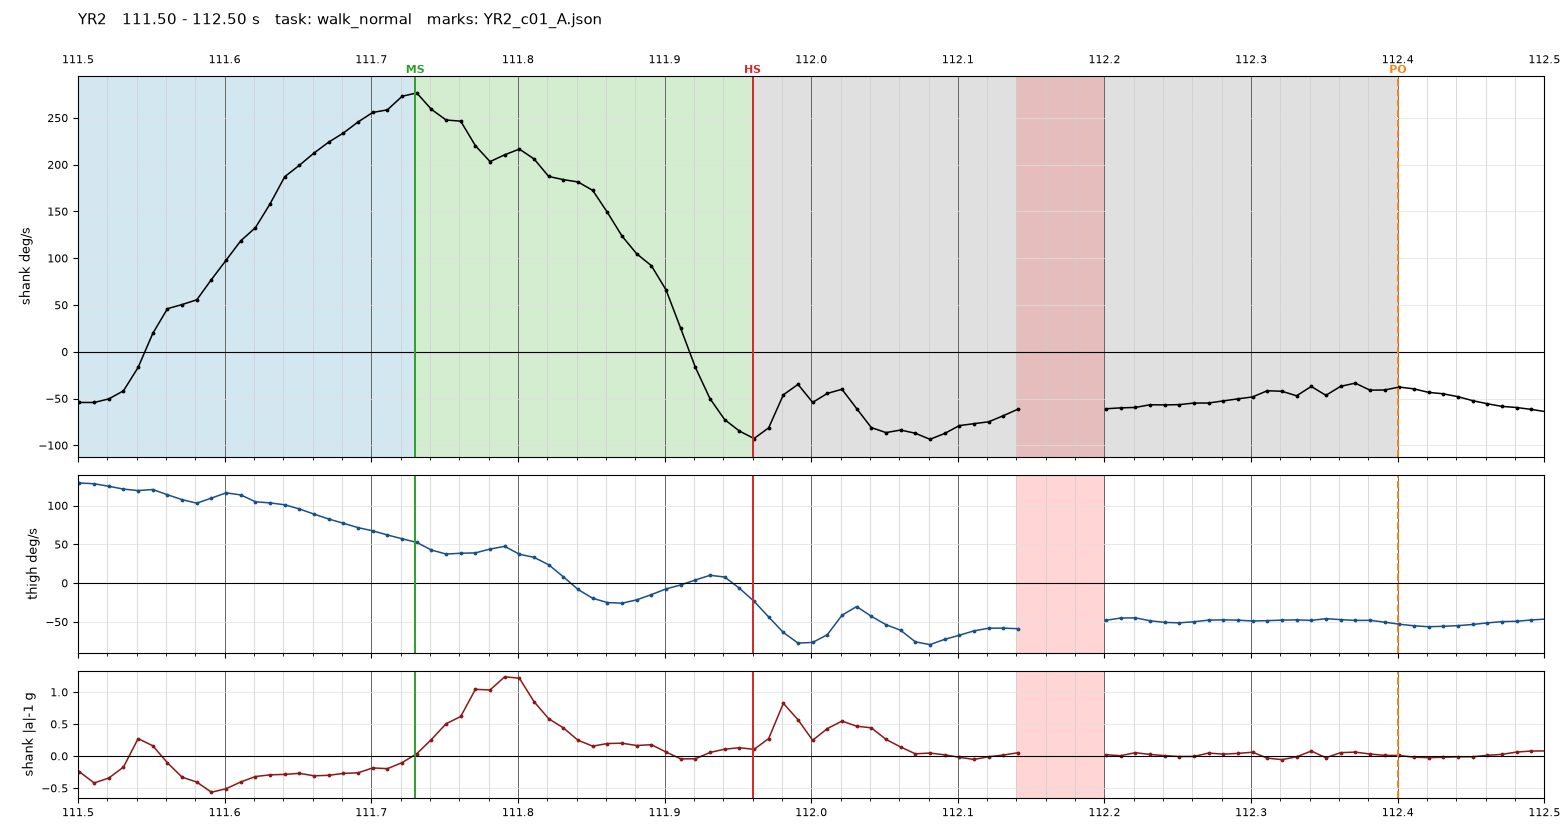 YR2   111.50 - 112.50 s   task: walk_normal   marks: YR2_c01_A.json
111.5 111.6 111.7 111.8 111.9 112.0 112.1 112.2 112.3 112.4 112.5
MS HS PO
shank deg/s
250
200
150
100
50
0
−50
−100
thigh deg/s
100
50
0
−50
shank |a|-1 g
1.0
0.5
0.0
−0.5
111.5 111.6 111.7 111.8 111.9 112.0 112.1 112.2 112.3 112.4 112.5